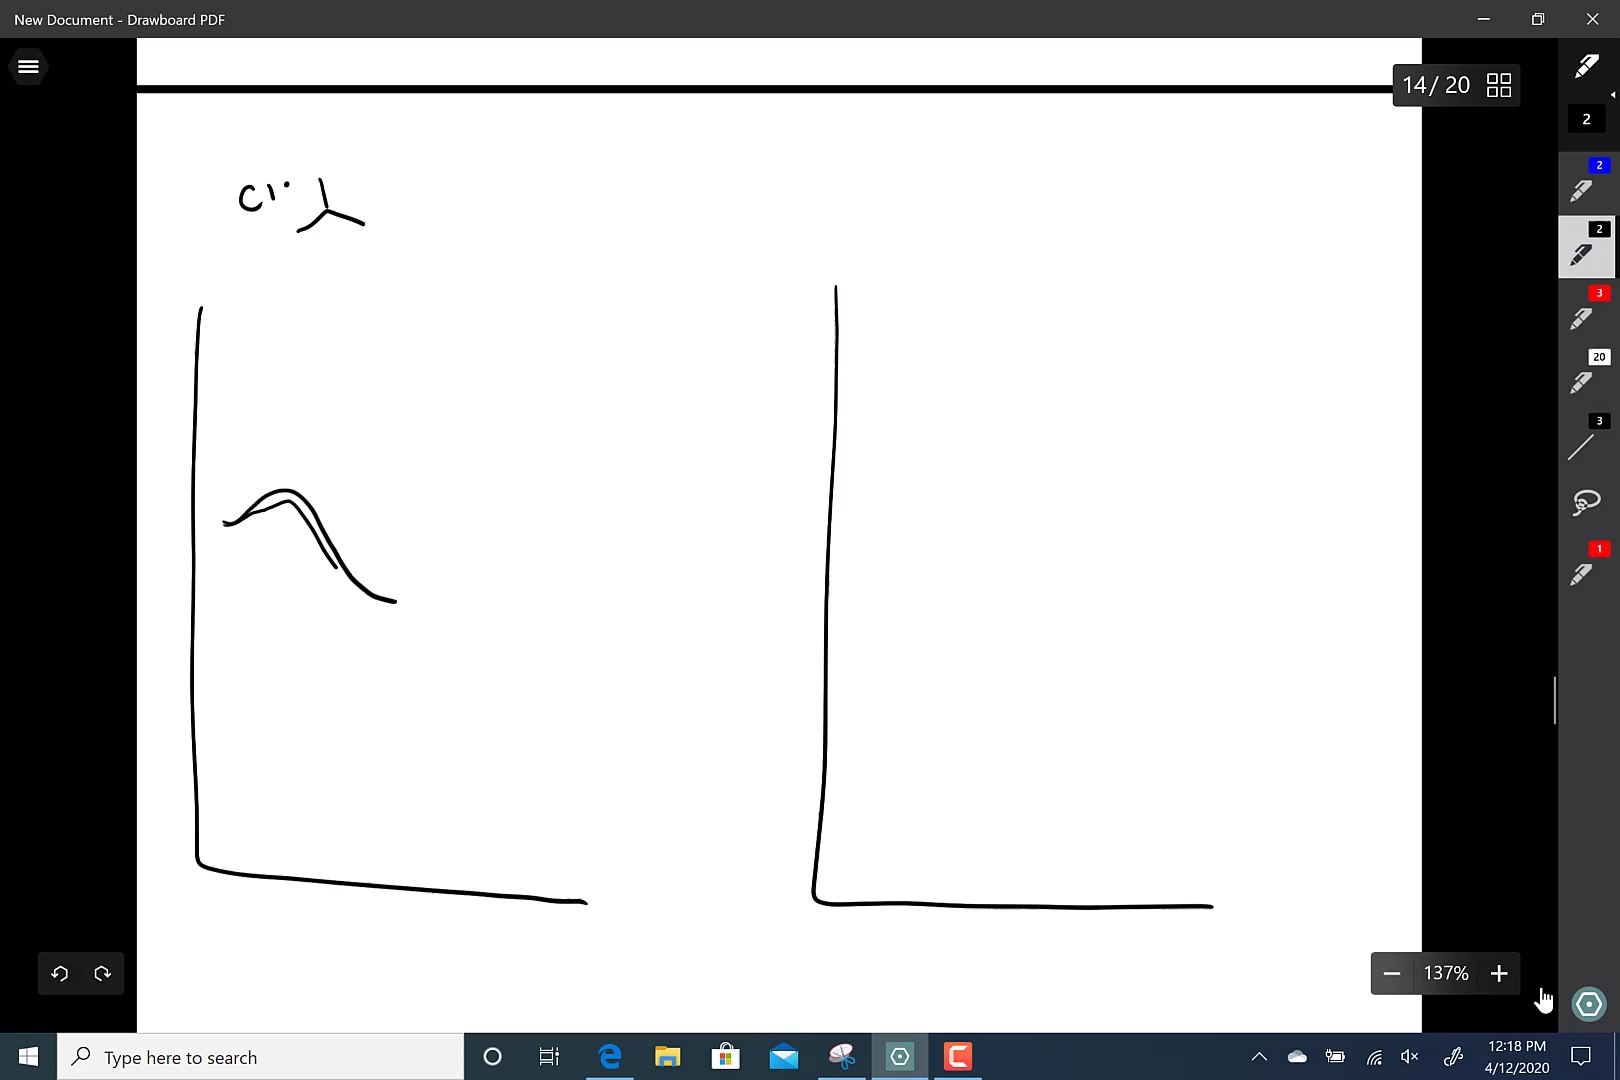 New Document - Drawboard PDF
14 / 20
2
2
2
3
20
3
1
Cl·
137%
Type here to search
12:18 PM
4/12/2020